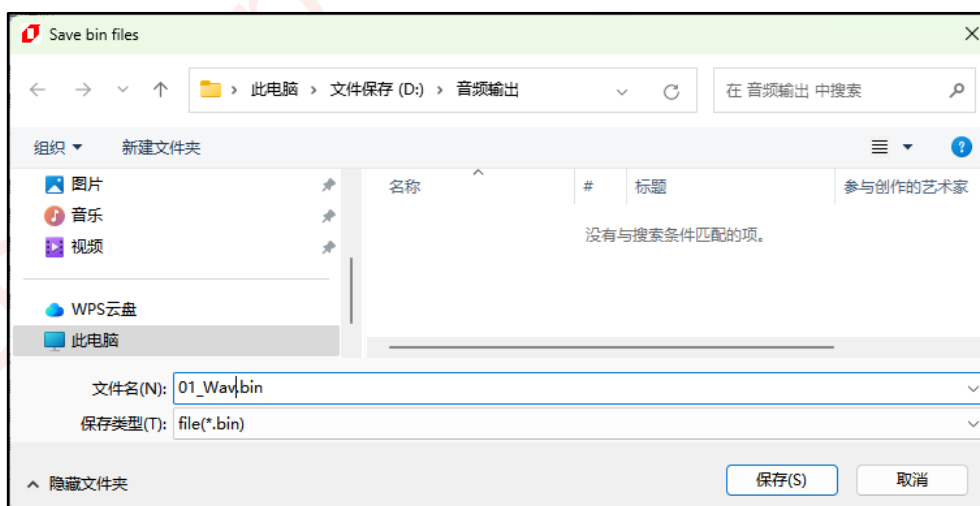 Save bin files
此电脑 > 文件保存 (D:) > 音频输出
在 音频输出 中搜索
组织
新建文件夹
图片
名称
#
标题
参与创作的艺术家
音乐
没有与搜索条件匹配的项。
视频
WPS云盘
此电脑
文件名(N): 01_Wav.bin
保存类型(T): file(*.bin)
隐藏文件夹
保存(S)
取消